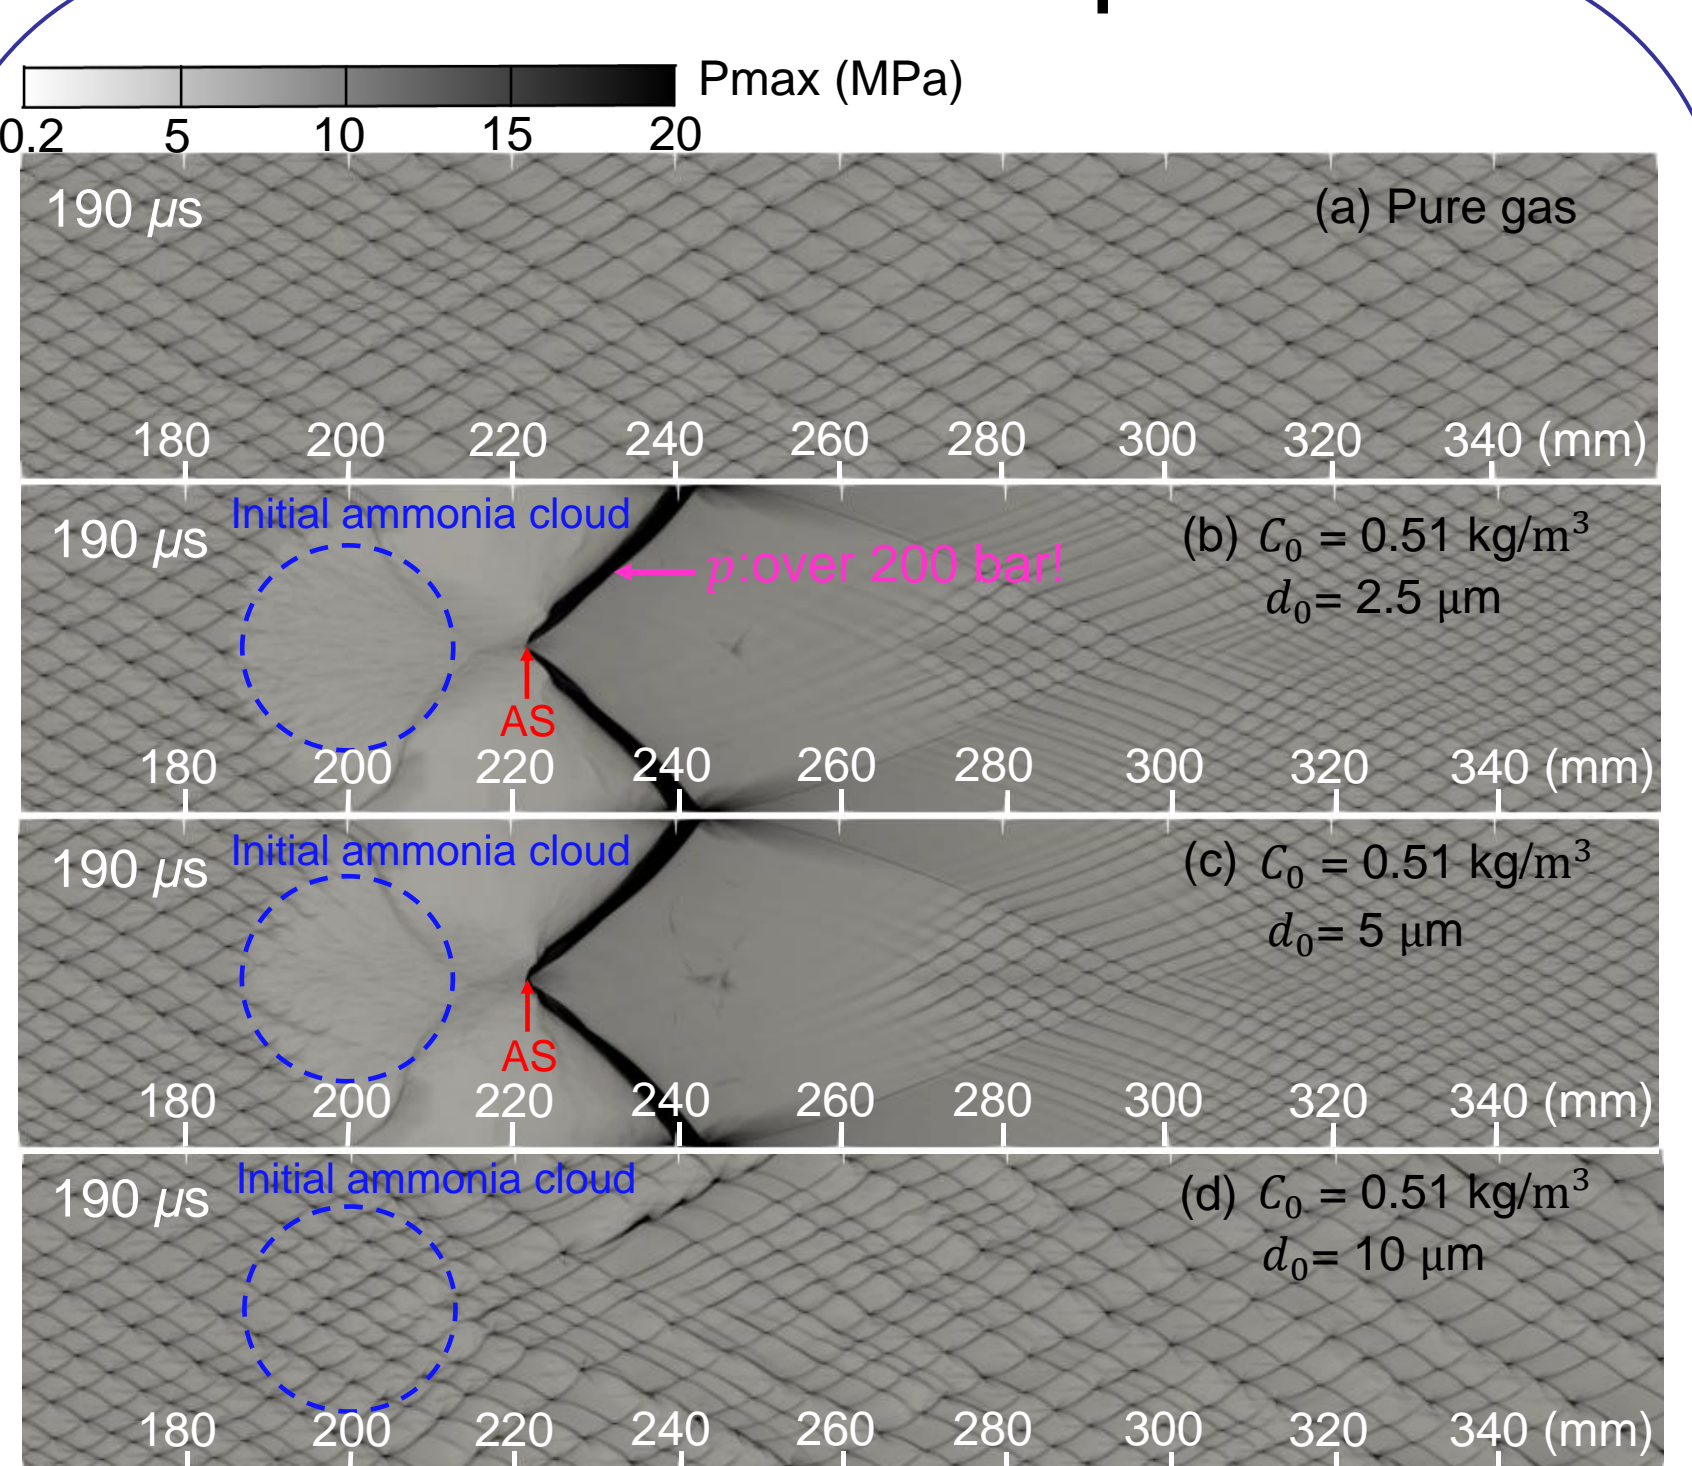 Pmax (MPa)
0.2 5 10 15 20
190 µs
(a) Pure gas
180 200 220 240 260 280 300 320 340 (mm)
190 µs
Initial ammonia cloud
(b) C₀ = 0.51 kg/m³
d₀= 2.5 µm
p:over 200 bar!
AS
180 200 220 240 260 280 300 320 340 (mm)
190 µs
Initial ammonia cloud
(c) C₀ = 0.51 kg/m³
d₀= 5 µm
AS
180 200 220 240 260 280 300 320 340 (mm)
190 µs
Initial ammonia cloud
(d) C₀ = 0.51 kg/m³
d₀= 10 µm
180 200 220 240 260 280 300 320 340 (mm)